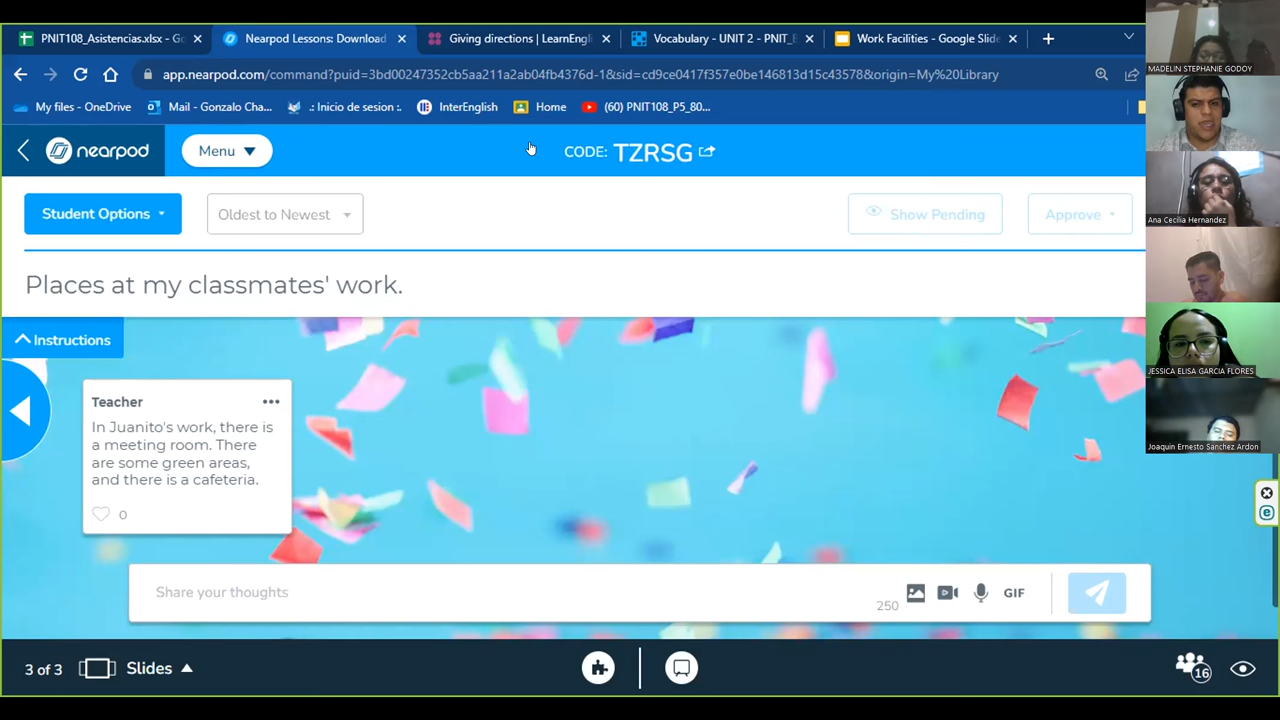 PNIT108_Asistencias.xlsx - Go
Nearpod Lessons: Download
Giving directions | LearnEngli
Vocabulary - UNIT 2 - PNIT_
Work Facilities - Google Slide
app.nearpod.com/command?puid=3bd00247352cb5aa211a2ab04fb4376d-1&sid=cd9ce0417f357e0be146813d15c43578&origin=My%20Library
My files - OneDrive
Mail - Gonzalo Cha...
.: Inicio de sesion :.
InterEnglish
Home
(60) PNIT108_P5_80...
nearpod
Menu
CODE: TZRSG
Student Options
Oldest to Newest
Show Pending
Approve
Places at my classmates' work.
Instructions
Teacher
In Juanito's work, there is
a meeting room. There
are some green areas,
and there is a cafeteria.
0
Share your thoughts
250
GIF
3 of 3
Slides
16
MADELIN STEPHANIE GODOY
Ana Cecilia Hernandez
JESSICA ELISA GARCIA FLORES
Joaquin Ernesto Sanchez Ardon